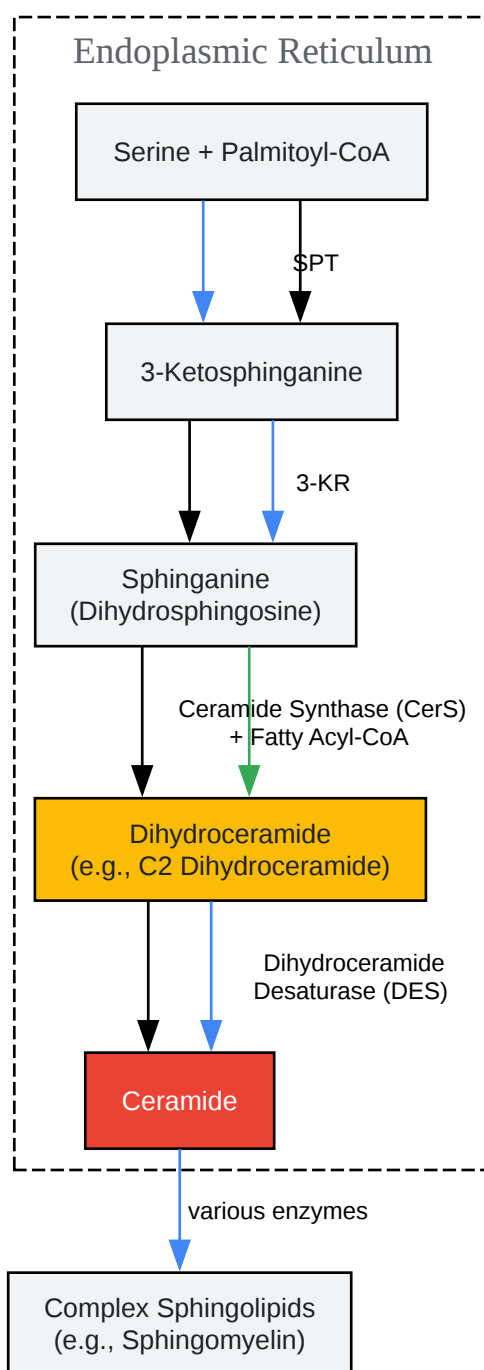 Endoplasmic Reticulum
Serine + Palmitoyl-CoA
SPT
3-Ketosphinganine
3-KR
Sphinganine
(Dihydrosphingosine)
Ceramide Synthase (CerS)
+ Fatty Acyl-CoA
Dihydroceramide
(e.g., C2 Dihydroceramide)
Dihydroceramide
Desaturase (DES)
Ceramide
various enzymes
Complex Sphingolipids
(e.g., Sphingomyelin)